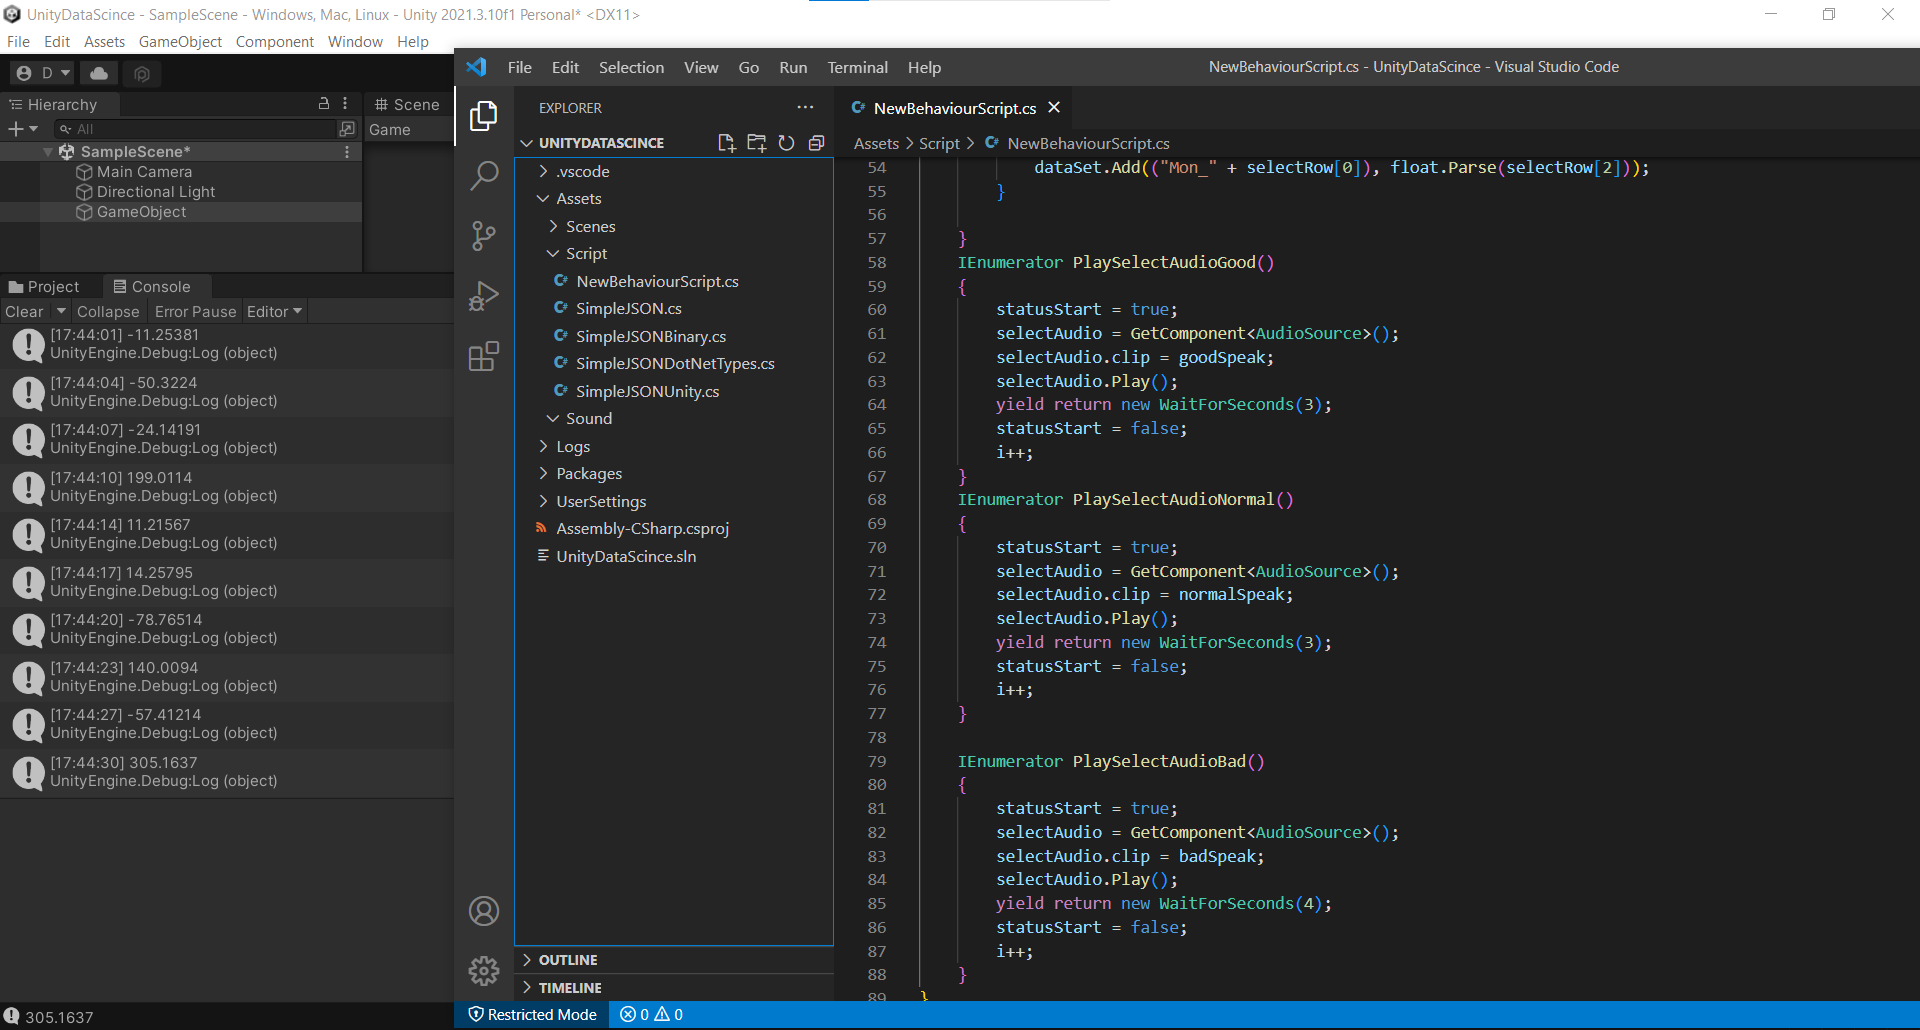 UnityDataScince - SampleScene - Windows, Mac, Linux - Unity 2021.3.10f1 Personal* <DX11>
File Edit Assets GameObject Component Window Help
D
Hierarchy
All
SampleScene*
Main Camera
Directional Light
GameObject
Scene
Game
Project Console
Clear Collapse Error Pause Editor
[17:44:01] -11.25381
UnityEngine.Debug:Log (object)
[17:44:04] -50.3224
UnityEngine.Debug:Log (object)
[17:44:07] -24.14191
UnityEngine.Debug:Log (object)
[17:44:10] 199.0114
UnityEngine.Debug:Log (object)
[17:44:14] 11.21567
UnityEngine.Debug:Log (object)
[17:44:17] 14.25795
UnityEngine.Debug:Log (object)
[17:44:20] -78.76514
UnityEngine.Debug:Log (object)
[17:44:23] 140.0094
UnityEngine.Debug:Log (object)
[17:44:27] -57.41214
UnityEngine.Debug:Log (object)
[17:44:30] 305.1637
UnityEngine.Debug:Log (object)
305.1637
File Edit Selection View Go Run Terminal Help
NewBehaviourScript.cs - UnityDataScince - Visual Studio Code
EXPLORER
UNITYDATASCINCE
.vscode
Assets
Scenes
Script
C# NewBehaviourScript.cs
C# SimpleJSON.cs
C# SimpleJSONBinary.cs
C# SimpleJSONDotNetTypes.cs
C# SimpleJSONUnity.cs
Sound
Logs
Packages
UserSettings
Assembly-CSharp.csproj
UnityDataScince.sln
OUTLINE
TIMELINE
Restricted Mode 0 0
C# NewBehaviourScript.cs
Assets > Script > C# NewBehaviourScript.cs
54 dataSet.Add(("Mon_" + selectRow[0]), float.Parse(selectRow[2]));
55 }
56
57 }
58 IEnumerator PlaySelectAudioGood()
59 {
60 statusStart = true;
61 selectAudio = GetComponent<AudioSource>();
62 selectAudio.clip = goodSpeak;
63 selectAudio.Play();
64 yield return new WaitForSeconds(3);
65 statusStart = false;
66 i++;
67 }
68 IEnumerator PlaySelectAudioNormal()
69 {
70 statusStart = true;
71 selectAudio = GetComponent<AudioSource>();
72 selectAudio.clip = normalSpeak;
73 selectAudio.Play();
74 yield return new WaitForSeconds(3);
75 statusStart = false;
76 i++;
77 }
78
79 IEnumerator PlaySelectAudioBad()
80 {
81 statusStart = true;
82 selectAudio = GetComponent<AudioSource>();
83 selectAudio.clip = badSpeak;
84 selectAudio.Play();
85 yield return new WaitForSeconds(4);
86 statusStart = false;
87 i++;
88 }
89 }